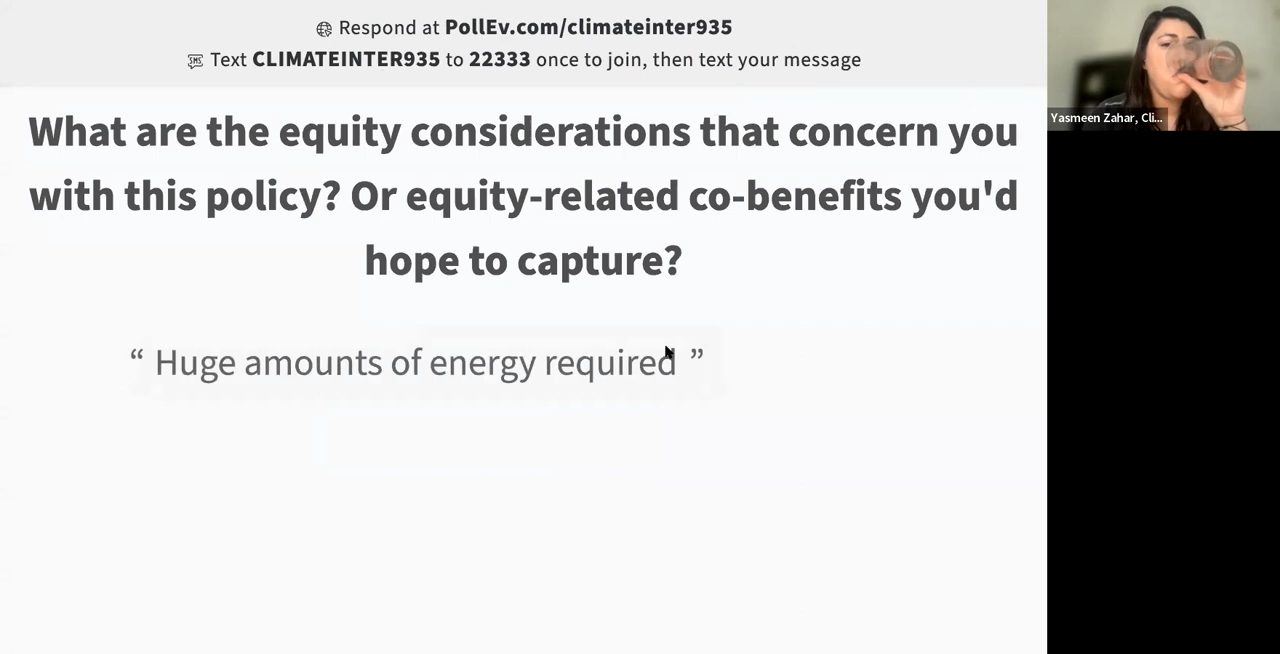 Respond at PollEv.com/climateinter935
Text CLIMATEINTER935 to 22333 once to join, then text your message
What are the equity considerations that concern you
with this policy? Or equity-related co-benefits you'd
hope to capture?
“ Huge amounts of energy required ”
Yasmeen Zahar, Cli...